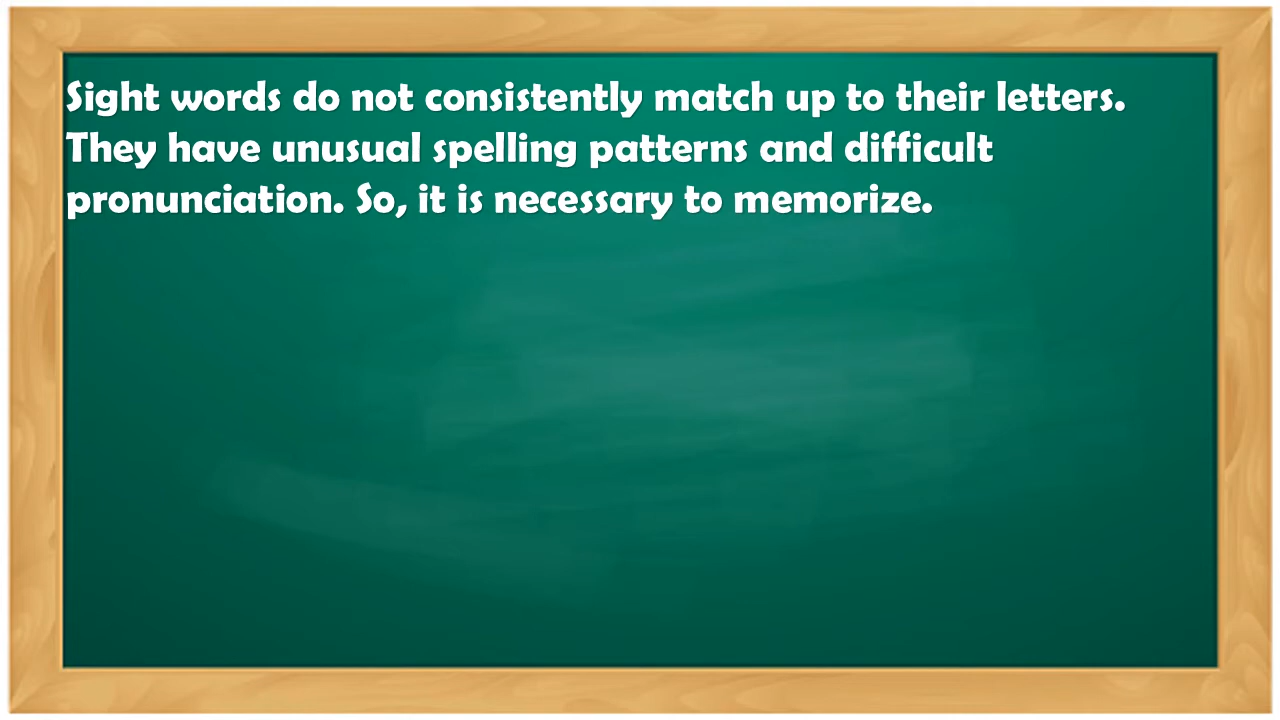 Sight words do not consistently match up to their letters.
They have unusual spelling patterns and difficult
pronunciation. So, it is necessary to memorize.